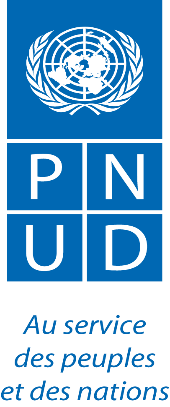 P N
U D
Au service
des peuples
et des nations